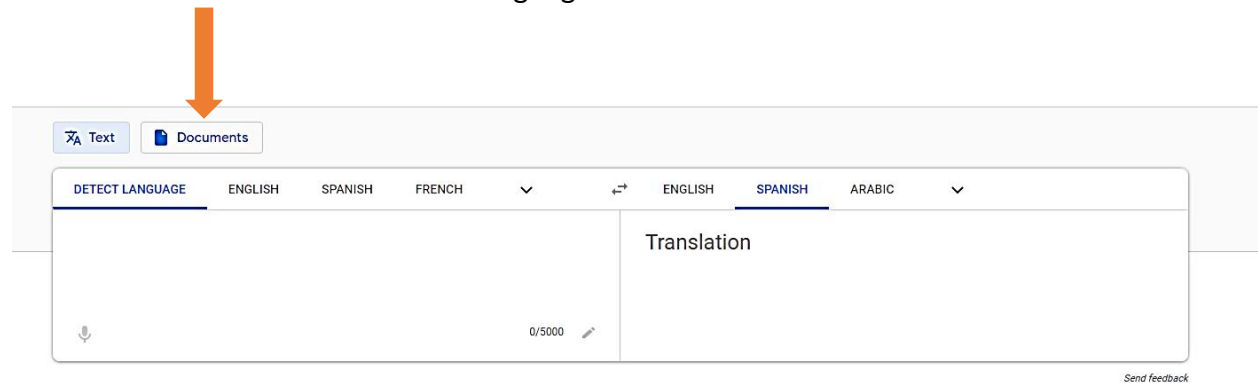 Text Documents
DETECT LANGUAGE ENGLISH SPANISH FRENCH ENGLISH SPANISH ARABIC
Translation
0/5000
Send feedback